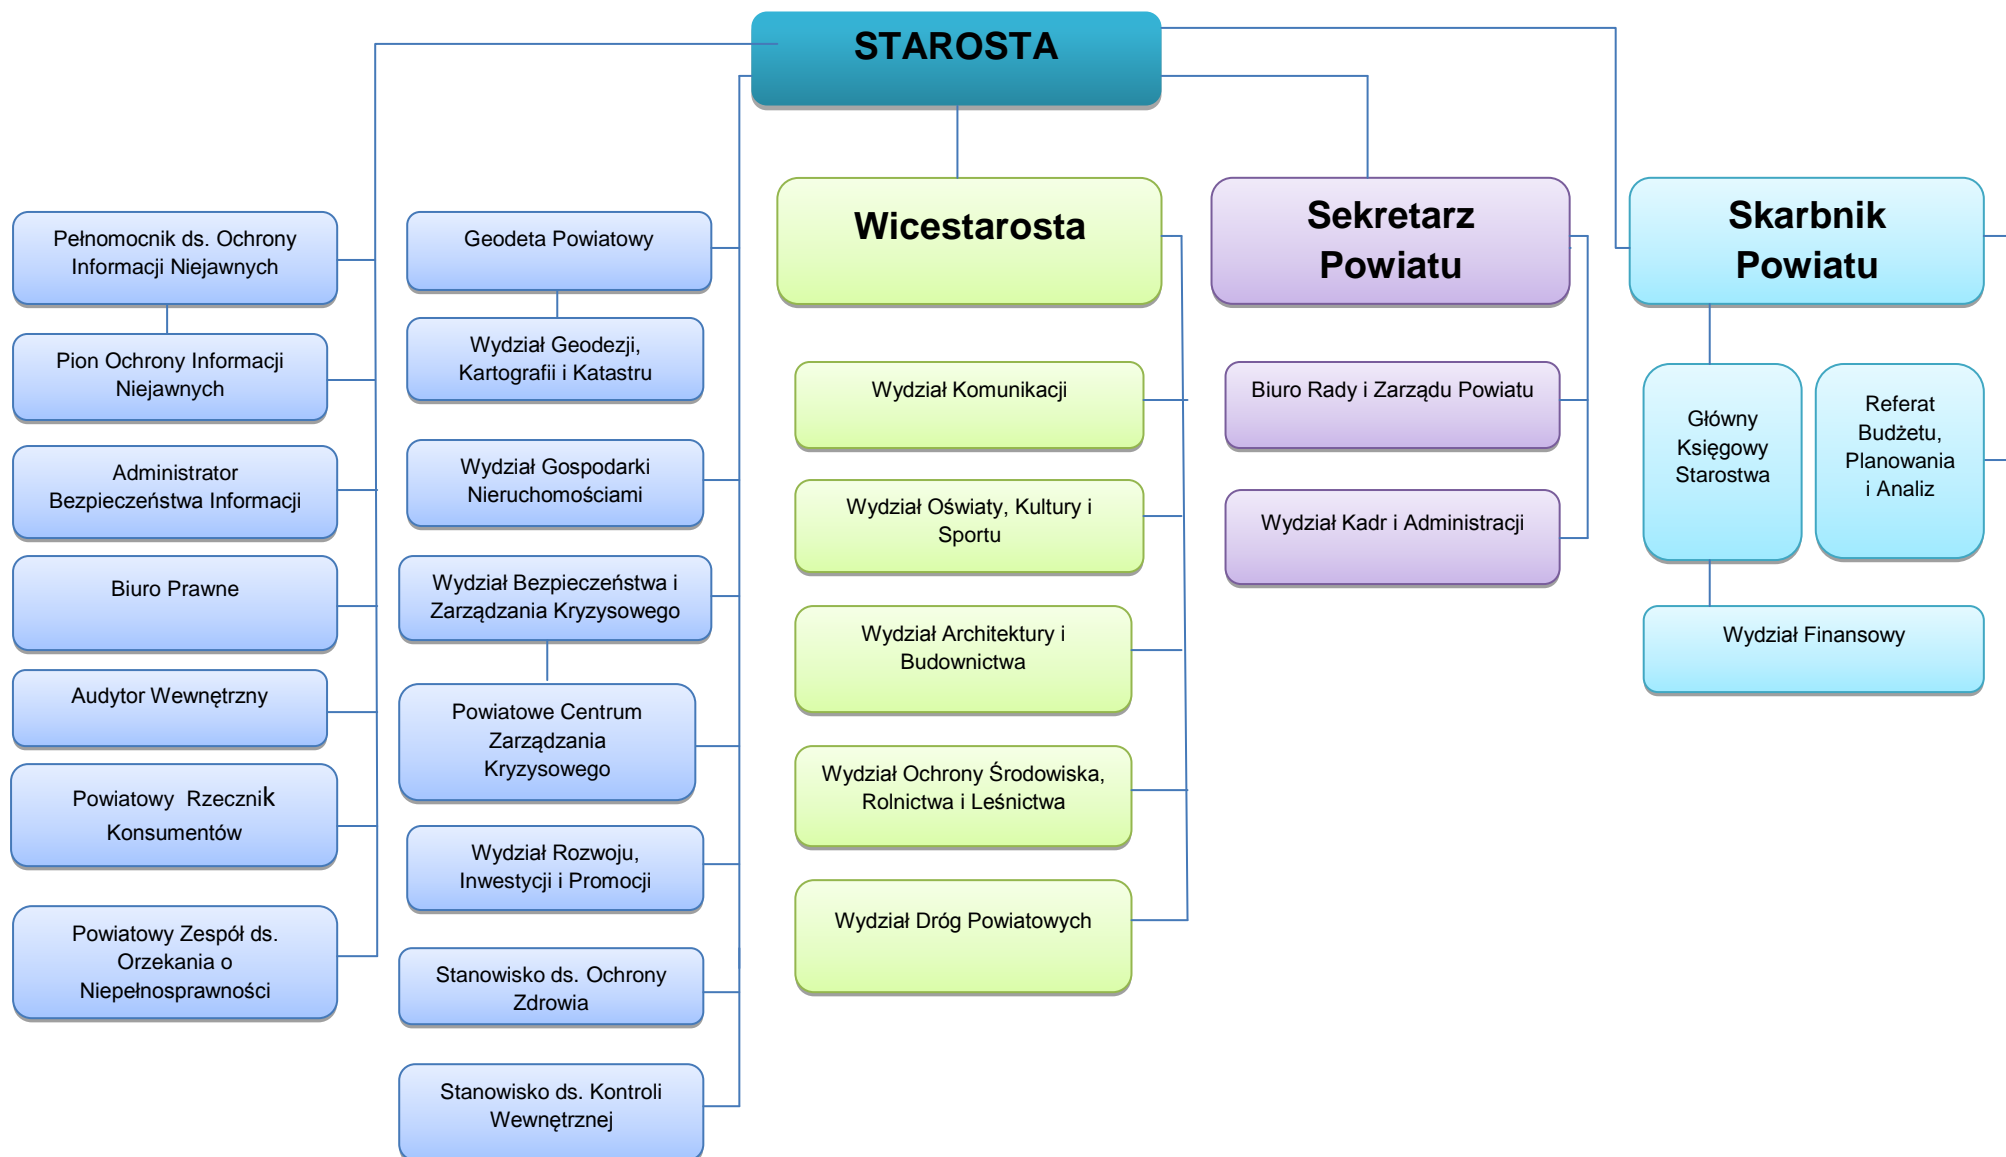 STAROSTA
Pełnomocnik ds. Ochrony
Informacji Niejawnych
Pion Ochrony Informacji
Niejawnych
Administrator
Bezpieczeństwa Informacji
Biuro Prawne
Audytor Wewnętrzny
Powiatowy Rzecznik
Konsumentów
Powiatowy Zespół ds.
Orzekania o
Niepełnosprawności
Geodeta Powiatowy
Wydział Geodezji,
Kartografii i Katastru
Wydział Gospodarki
Nieruchomościami
Wydział Bezpieczeństwa i
Zarządzania Kryzysowego
Powiatowe Centrum
Zarządzania
Kryzysowego
Wydział Rozwoju,
Inwestycji i Promocji
Stanowisko ds. Ochrony
Zdrowia
Stanowisko ds. Kontroli
Wewnętrznej
Wicestarosta
Wydział Komunikacji
Wydział Oświaty, Kultury i
Sportu
Wydział Architektury i
Budownictwa
Wydział Ochrony Środowiska,
Rolnictwa i Leśnictwa
Wydział Dróg Powiatowych
Sekretarz
Powiatu
Biuro Rady i Zarządu Powiatu
Wydział Kadr i Administracji
Skarbnik
Powiatu
Główny
Księgowy
Starostwa
Referat
Budżetu,
Planowania
i Analiz
Wydział Finansowy